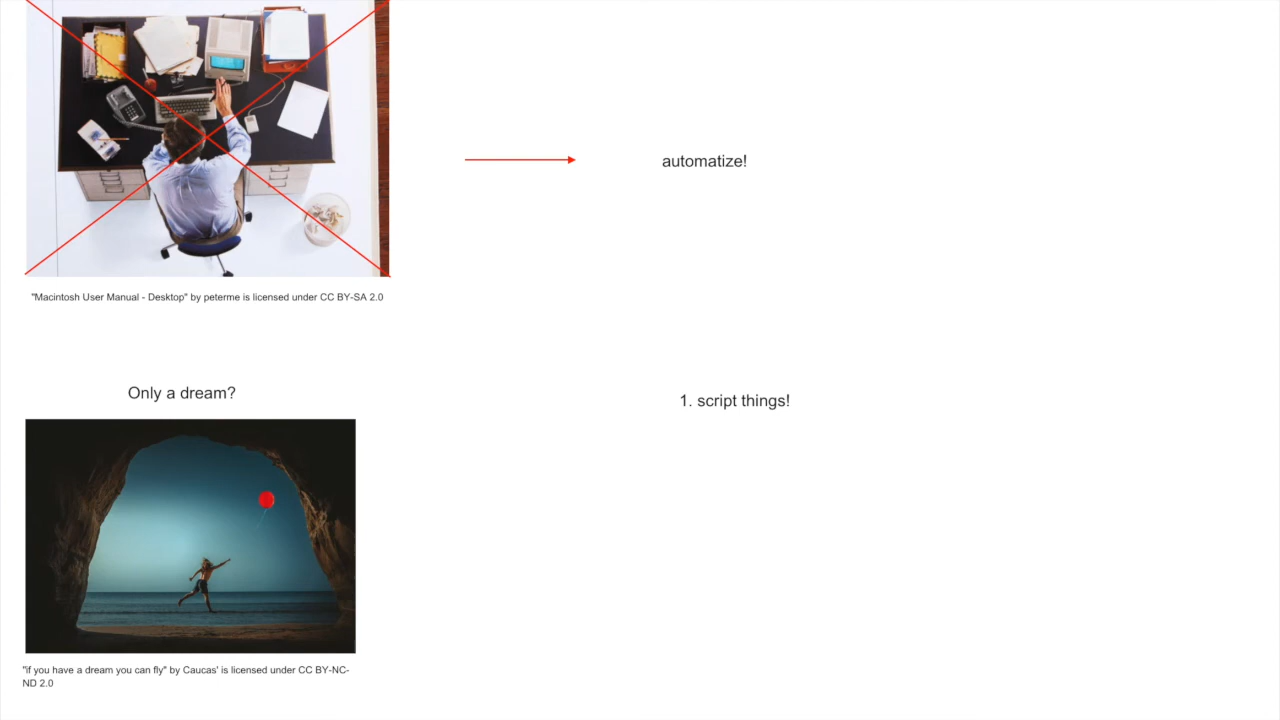 automatize!
"Macintosh User Manual - Desktop" by peterme is licensed under CC BY-SA 2.0
Only a dream?
1. script things!
"if you have a dream you can fly" by Caucas' is licensed under CC BY-NC-
ND 2.0